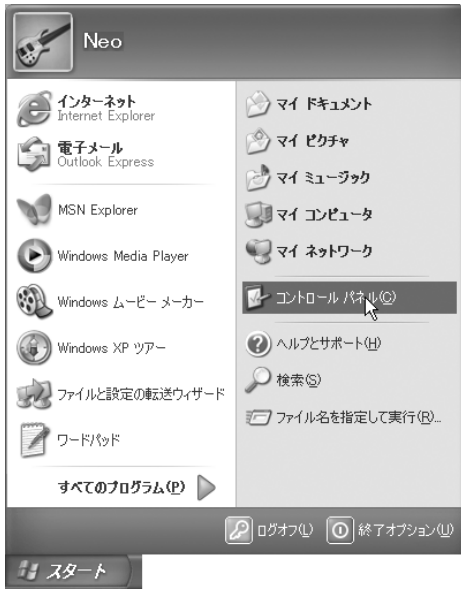 Neo
インターネット
Internet Explorer
電子メール
Outlook Express
MSN Explorer
Windows Media Player
Windows ムービー メーカー
Windows XP ツアー
ファイルと設定の転送ウィザード
ワードパッド
すべてのプログラム(P)
マイ ドキュメント
マイ ピクチャ
マイ ミュージック
マイ コンピュータ
マイ ネットワーク
コントロール パネル(C)
ヘルプとサポート(H)
検索(S)
ファイル名を指定して実行(R)...
ログオフ(L)
終了オプション(U)
スタート